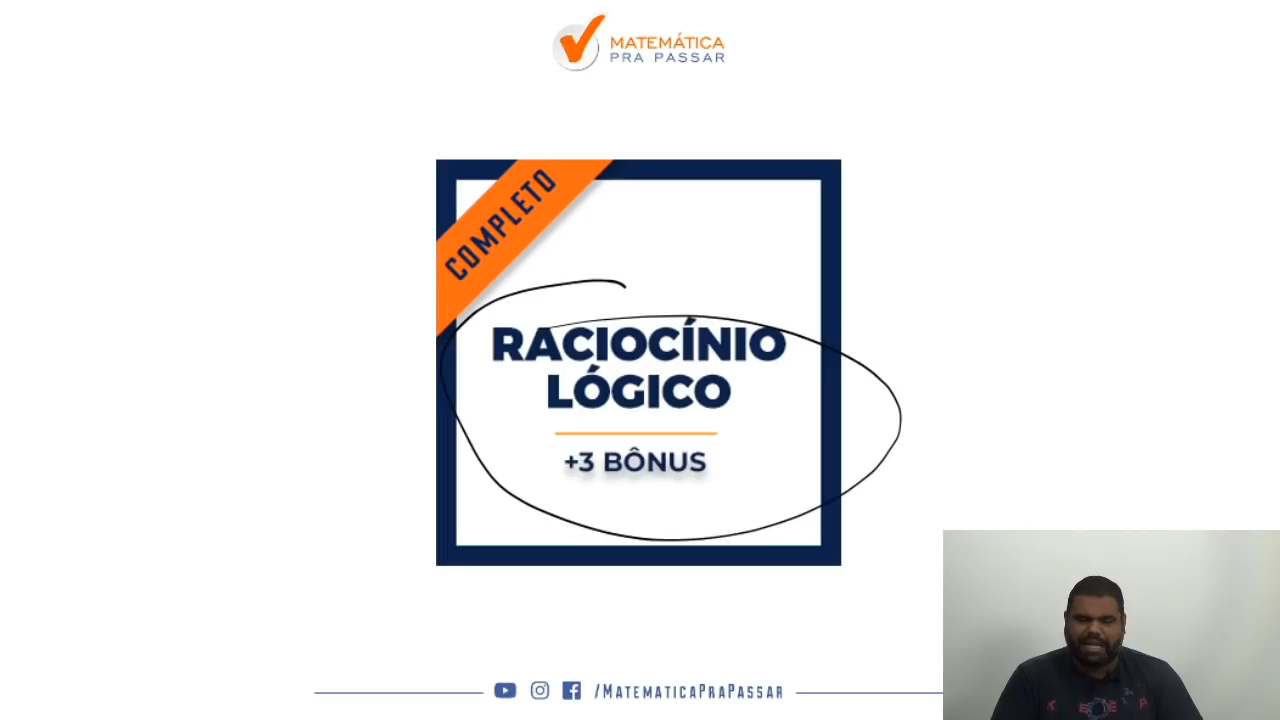 MATEMÁTICA
PRA PASSAR
COMPLETO
RACIOCÍNIO
LÓGICO
+3 BÔNUS
/MATEMATICAPRAPASSAR